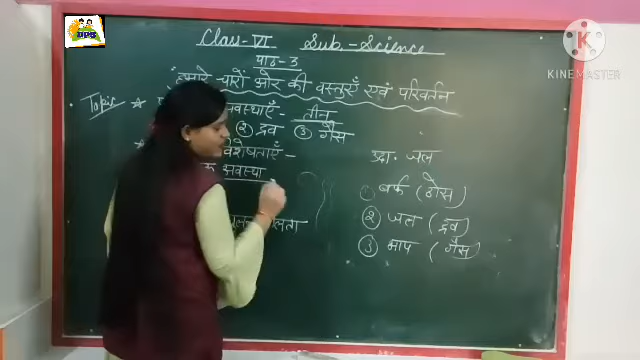 DPS
Class-VI Sub.-Science
पाठ-3
हमारे चारों ओर की वस्तुएँ एवं परिवर्तन
Topic
अवस्थाएँ - तीन
② द्रव ③ गैस
विशेषताएँ -
अवस्था
उदा. जल
① बर्फ (ठोस)
② जल (द्रव)
③ भाप (गैस)
KINEMASTER